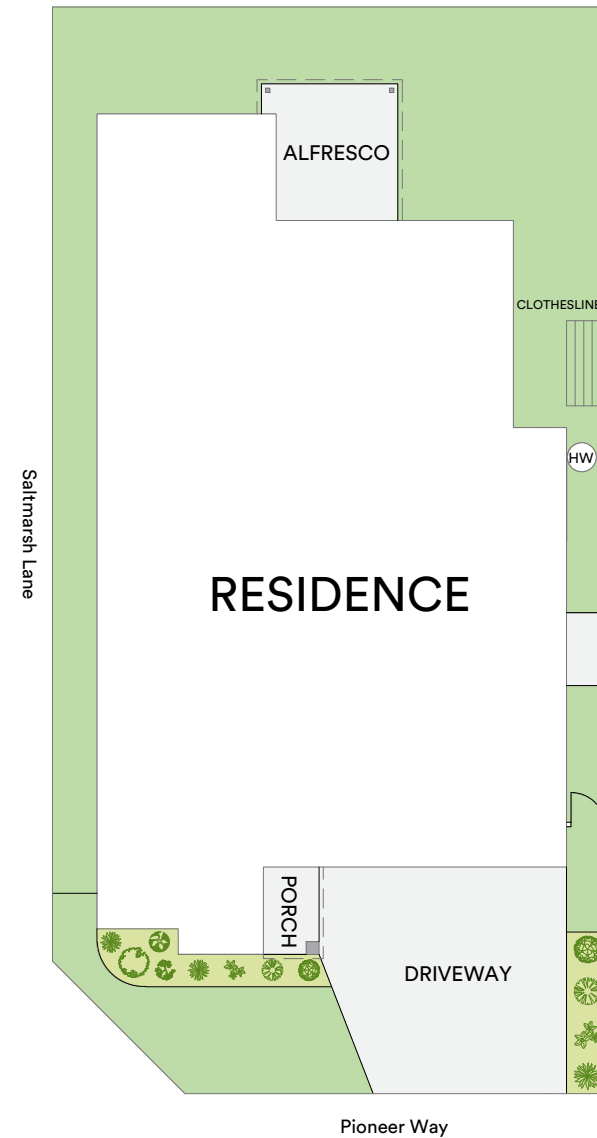 ALFRESCO
CLOTHESLINE
HW
Saltmarsh Lane
RESIDENCE
PORCH
DRIVEWAY
Pioneer Way